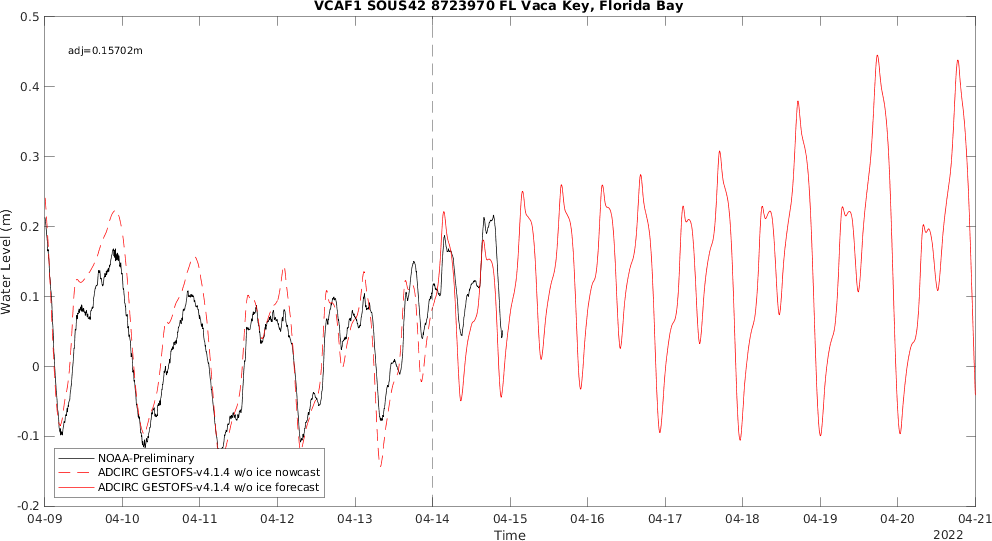 VCAF1 SOUS42 8723970 FL Vaca Key, Florida Bay
adj=0.15702m
0.5
0.4
0.3
0.2
0.1
0
-0.1
-0.2
Water Level (m)
NOAA-Preliminary
ADCIRC GESTOFS-v4.1.4 w/o ice nowcast
ADCIRC GESTOFS-v4.1.4 w/o ice forecast
04-09 04-10 04-11 04-12 04-13 04-14 04-15 04-16 04-17 04-18 04-19 04-20 04-21
Time
2022